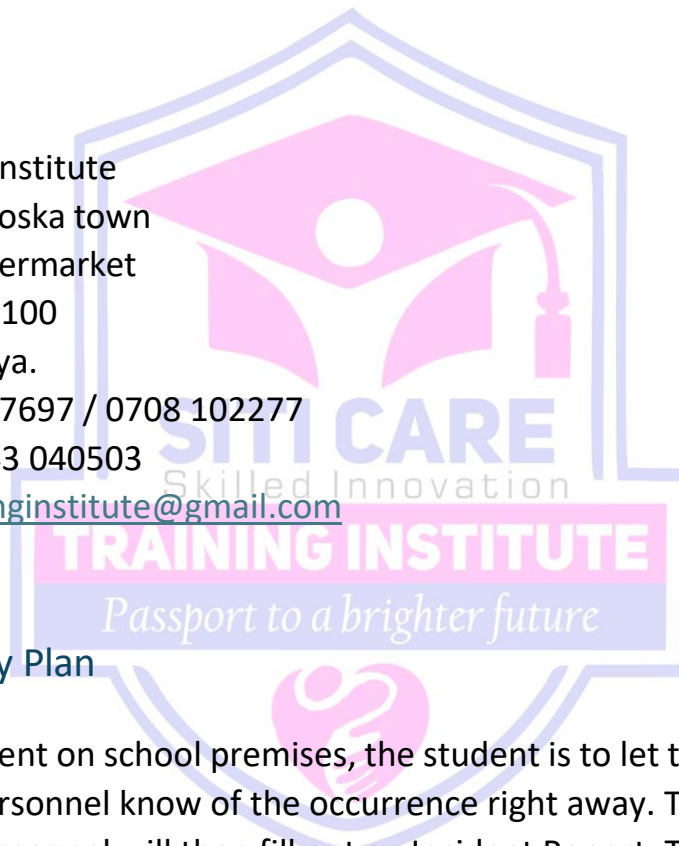 nstitute
oska town
ermarket
100
ya.
7697 / 0708 102277
3 040503
nginstitute@gmail.com
SITI CARE
Skilled Innovation
TRAINING INSTITUTE
Passport to a brighter future
y Plan
ent on school premises, the student is to let t
ersonnel know of the occurrence right away. T